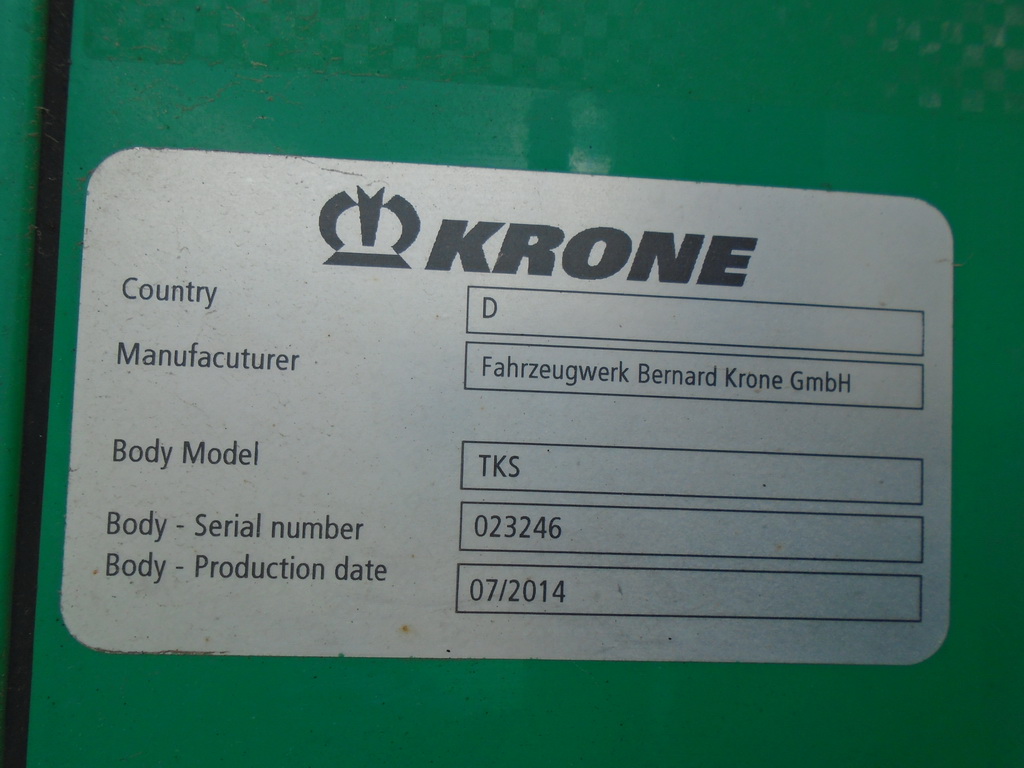 KRONE
Country D
Manufacuturer Fahrzeugwerk Bernard Krone GmbH
Body Model TKS
Body - Serial number 023246
Body - Production date 07/2014